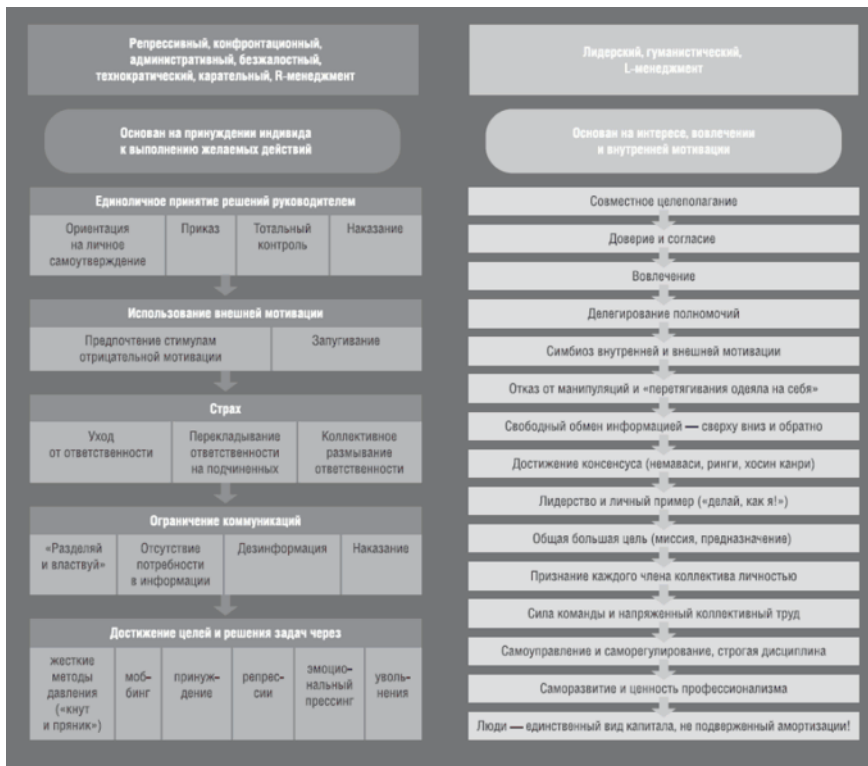 Репрессивный, конфронтационный,
административный, безжалостный,
технократический, карательный, R-менеджмент
Основан на принуждении индивида
к выполнению желаемых действий
Единоличное принятие решений руководителем
Ориентация
на личное
самоутверждение
Приказ
Тотальный
контроль
Наказание
Использование внешней мотивации
Предпочтение стимулам
отрицательной мотивации
Запугивание
Страх
Уход
от ответственности
Перекладывание
ответственности
на подчиненных
Коллективное
размывание
ответственности
Ограничение коммуникаций
«Разделяй
и властвуй»
Отсутствие
потребности
в информации
Дезинформация
Наказание
Достижение целей и решения задач через
жесткие
методы
давления
(«кнут
и пряник»)
моб–
бинг
принуж–
дение
репрес–
сии
эмоцио–
нальный
прессинг
уволь–
нения
Лидерский, гуманистический,
L-менеджмент
Основан на интересе, вовлечении
и внутренней мотивации
Совместное целеполагание
Доверие и согласие
Вовлечение
Делегирование полномочий
Симбиоз внутренней и внешней мотивации
Отказ от манипуляций и «перетягивания одеяла на себя»
Свободный обмен информацией — сверху вниз и обратно
Достижение консенсуса (немаваси, ринги, хосин канри)
Лидерство и личный пример («делай, как я!»)
Общая большая цель (миссия, предназначение)
Признание каждого члена коллектива личностью
Сила команды и напряженный коллективный труд
Самоуправление и саморегулирование, строгая дисциплина
Саморазвитие и ценность профессионализма
Люди — единственный вид капитала, не подверженный амортизации!